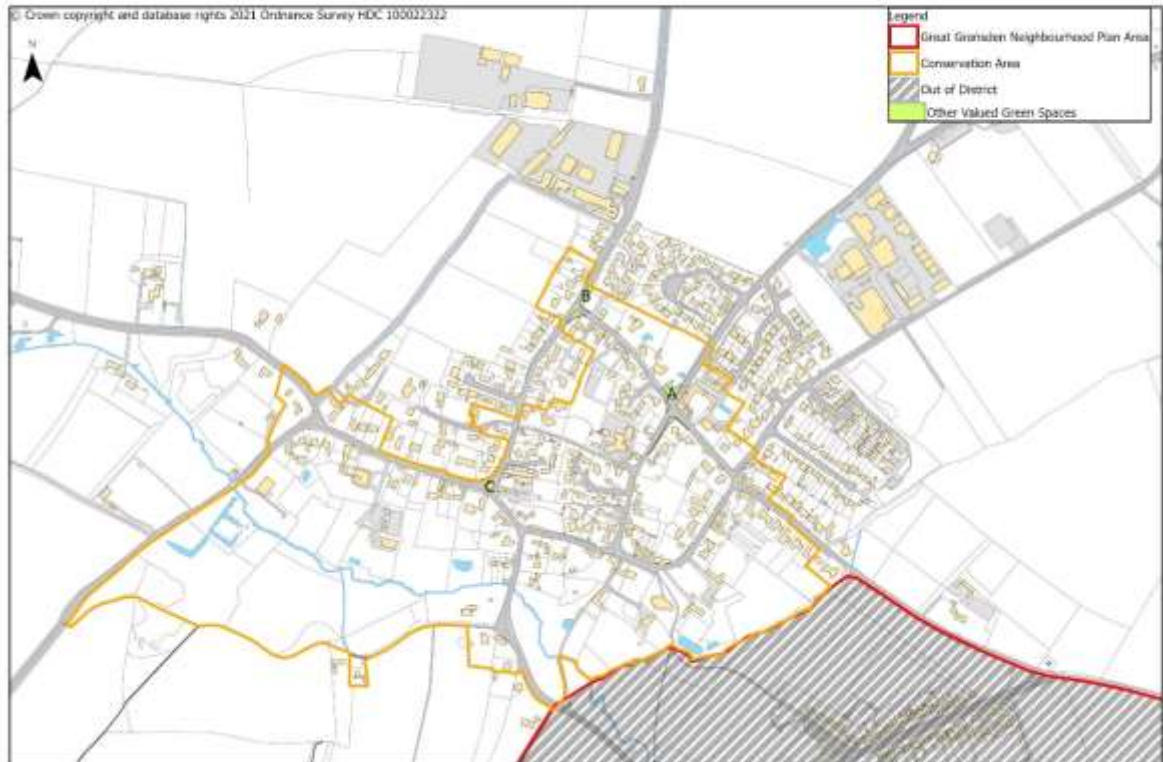 © Crown copyright and database rights 2021 Ordnance Survey HDC 100022322
N
Legend
Great Gransden Neighbourhood Plan Area
Conservation Area
Out of District
Other Valued Green Spaces
B
A
C